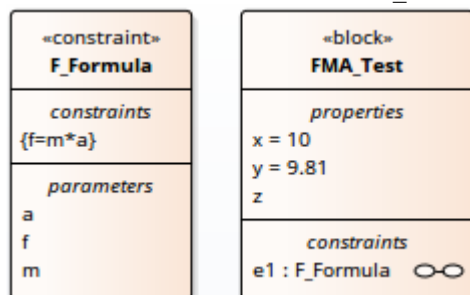 «constraint»
F_Formula
constraints
{f=m*a}
parameters
a
f
m
«block»
FMA_Test
properties
x = 10
y = 9.81
z
constraints
e1 : F_Formula